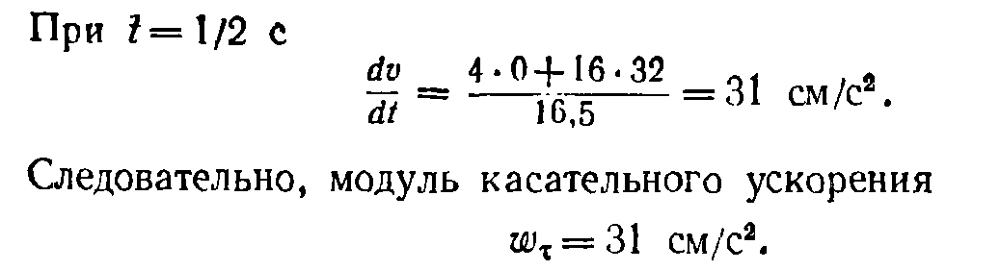 При t = 1/2 с
dv/dt = (4 · 0 + 16 · 32)/16,5 = 31 см/с².
Следовательно, модуль касательного ускорения
wτ = 31 см/с².